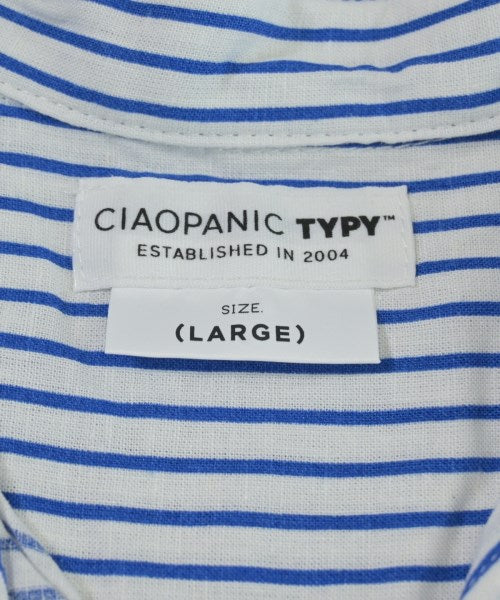 CIAOPANIC TYPY™
ESTABLISHED IN 2004
SIZE.
(LARGE)